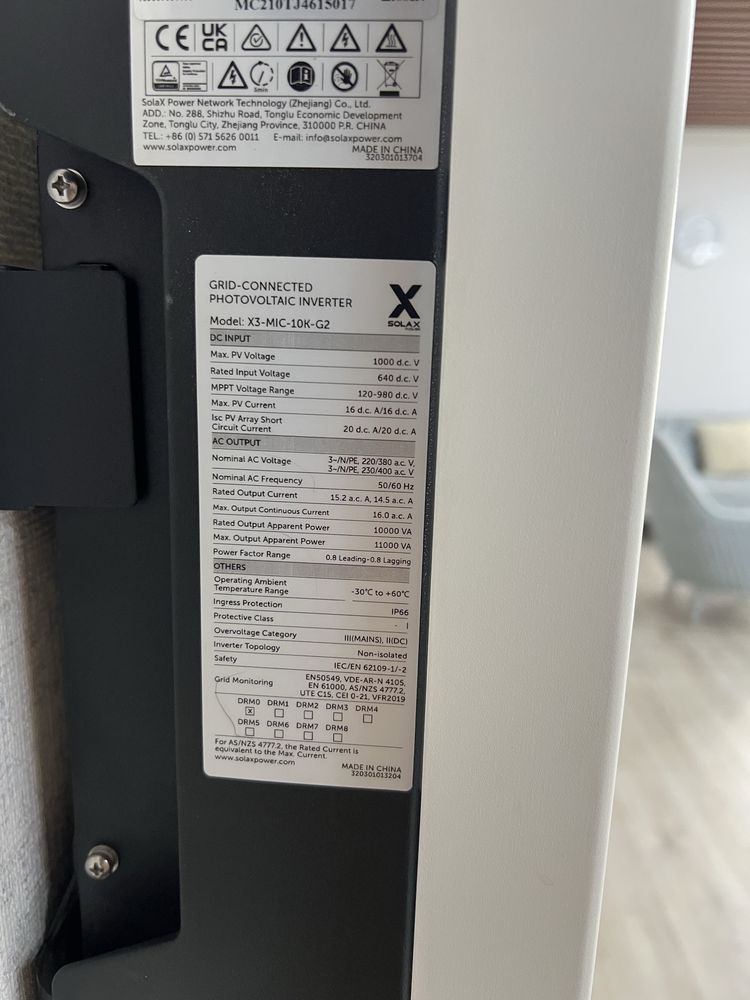 MC210TJ4615017
CE UK CA
5min
SolaX Power Network Technology (Zhejiang) Co., Ltd.
ADD.: No. 288, Shizhu Road, Tonglu Economic Development
Zone, Tonglu City, Zhejiang Province, 310000 P.R. CHINA
TEL.: +86 (0) 571 5626 0011 E-mail: info@solaxpower.com
www.solaxpower.com MADE IN CHINA
320301013704
GRID-CONNECTED
PHOTOVOLTAIC INVERTER
X
SOLAX
POWER
Model: X3-MIC-10K-G2
DC INPUT
Max. PV Voltage 1000 d.c. V
Rated Input Voltage 640 d.c. V
MPPT Voltage Range 120-980 d.c. V
Max. PV Current 16 d.c. A/16 d.c. A
Isc PV Array Short
Circuit Current 20 d.c. A/20 d.c. A
AC OUTPUT
Nominal AC Voltage 3~/N/PE, 220/380 a.c. V,
3~/N/PE, 230/400 a.c. V
Nominal AC Frequency 50/60 Hz
Rated Output Current 15.2 a.c. A, 14.5 a.c. A
Max. Output Continuous Current 16.0 a.c. A
Rated Output Apparent Power 10000 VA
Max. Output Apparent Power 11000 VA
Power Factor Range 0.8 Leading-0.8 Lagging
OTHERS
Operating Ambient
Temperature Range -30°C to +60°C
Ingress Protection IP66
Protective Class I
Overvoltage Category III(MAINS), II(DC)
Inverter Topology Non-isolated
Safety IEC/EN 62109-1/-2
Grid Monitoring EN50549, VDE-AR-N 4105,
EN 61000, AS/NZS 4777.2,
UTE C15, CEI 0-21, VFR2019
DRM0 DRM1 DRM2 DRM3 DRM4
DRM5 DRM6 DRM7 DRM8
For AS/NZS 4777.2, the Rated Current is
equivalent to the Max. Current.
www.solaxpower.com MADE IN CHINA
320301013204